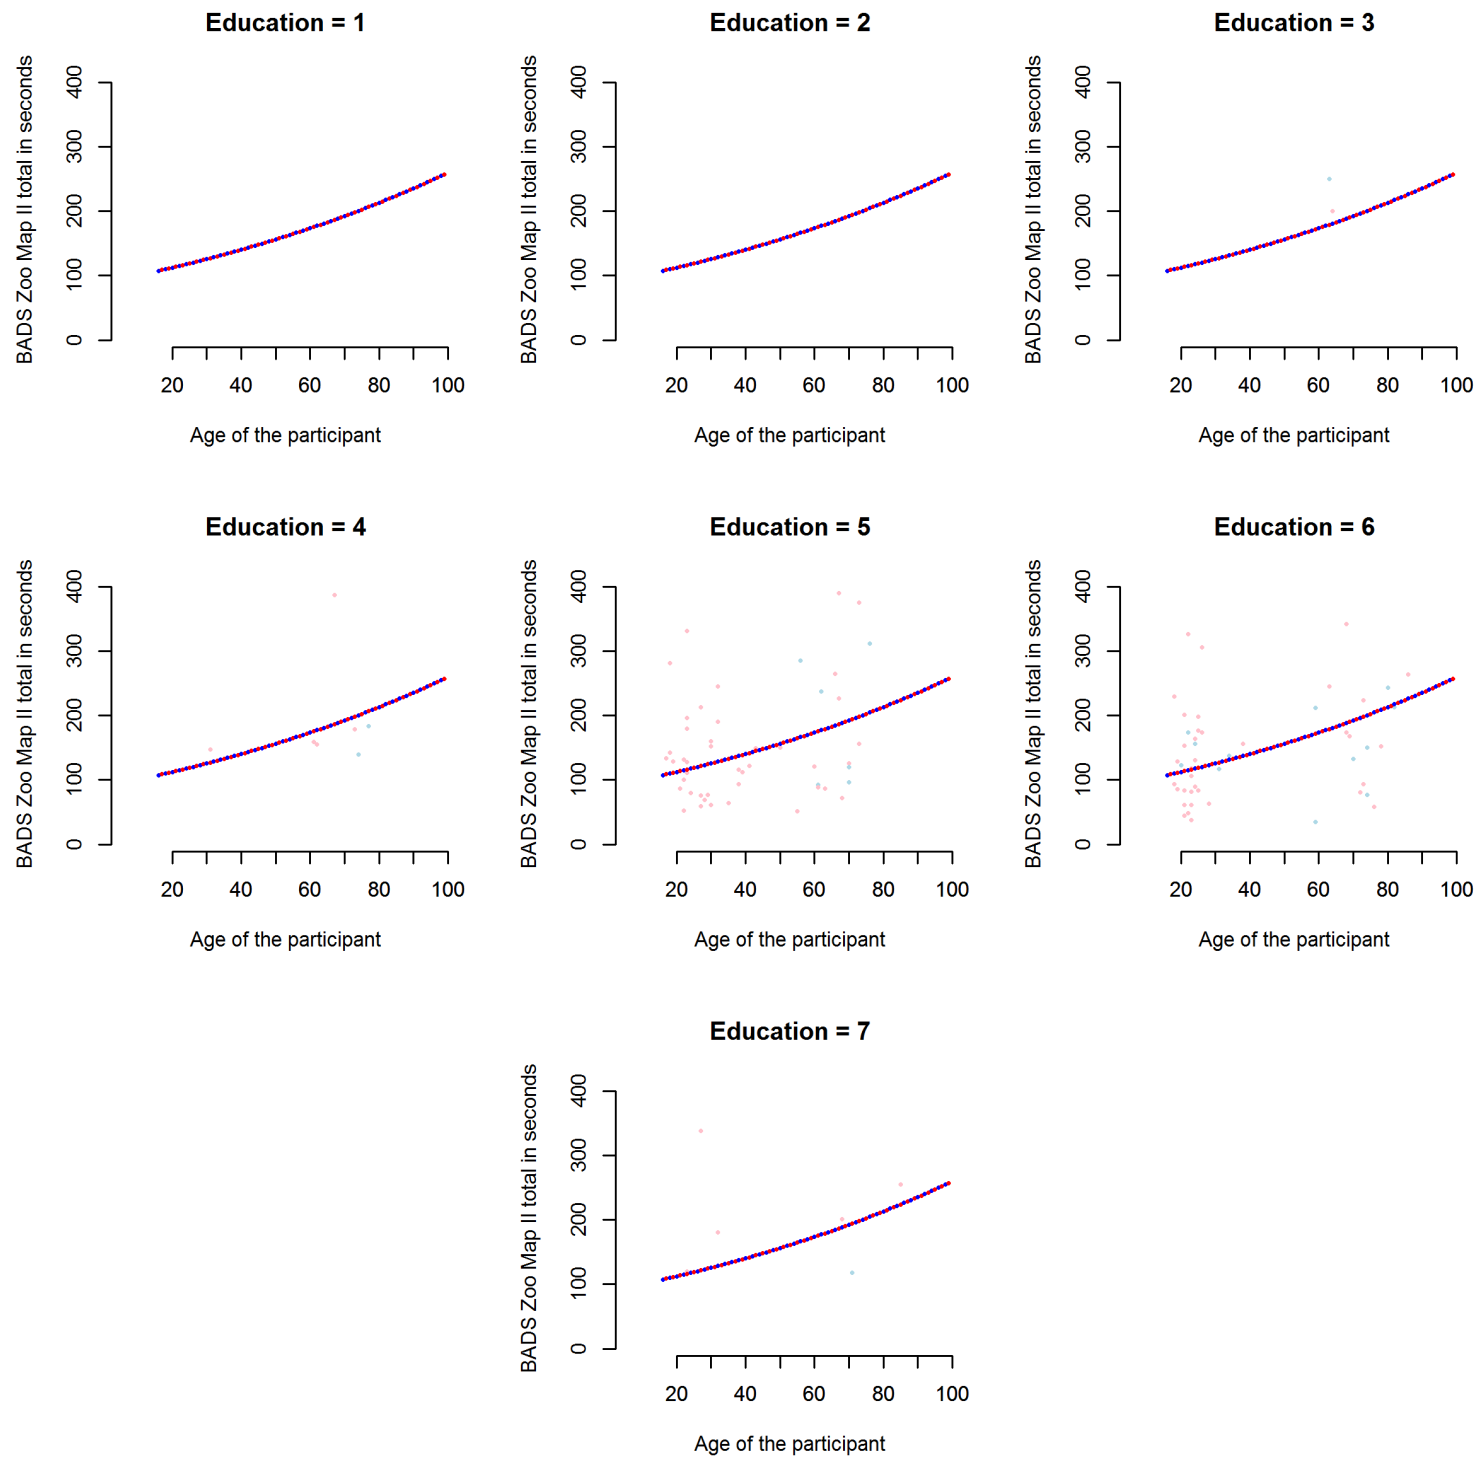 Education = 1
BADS Zoo Map II total in seconds
0 100 200 300 400
20 40 60 80 100
Age of the participant
Education = 2
BADS Zoo Map II total in seconds
0 100 200 300 400
20 40 60 80 100
Age of the participant
Education = 3
BADS Zoo Map II total in seconds
0 100 200 300 400
20 40 60 80 100
Age of the participant
Education = 4
BADS Zoo Map II total in seconds
0 100 200 300 400
20 40 60 80 100
Age of the participant
Education = 5
BADS Zoo Map II total in seconds
0 100 200 300 400
20 40 60 80 100
Age of the participant
Education = 6
BADS Zoo Map II total in seconds
0 100 200 300 400
20 40 60 80 100
Age of the participant
Education = 7
BADS Zoo Map II total in seconds
0 100 200 300 400
20 40 60 80 100
Age of the participant